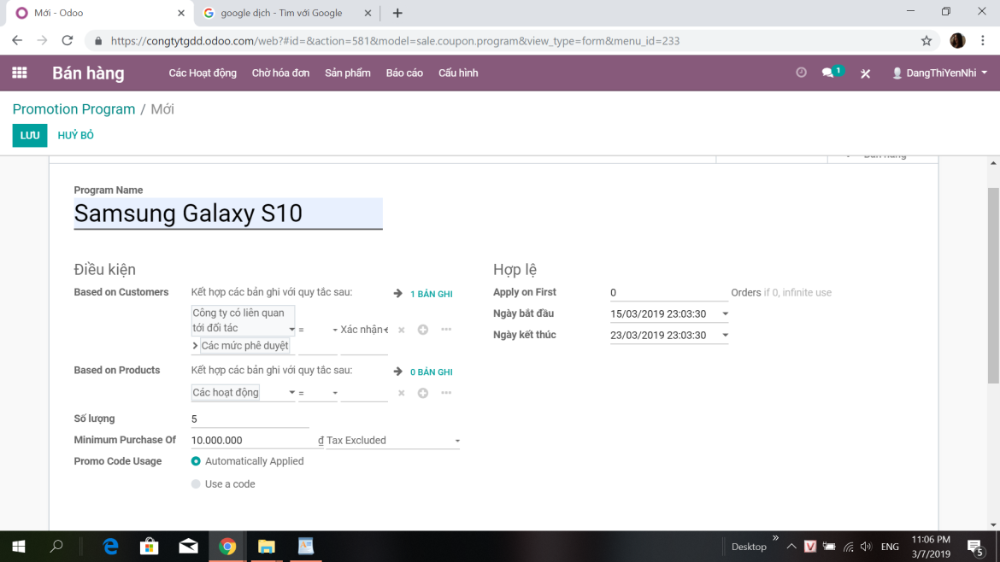 Mới - Odoo
google dịch - Tìm với Google
https://congtytgdd.odoo.com/web?#id=&action=581&model=sale.coupon.program&view_type=form&menu_id=233
Bán hàng Các Hoạt động Chờ hóa đơn Sản phẩm Báo cáo Cấu hình 1 DangThiYenNhi
Promotion Program / Mới
LƯU HUỶ BỎ
Bán hàng
Program Name
Samsung Galaxy S10
Điều kiện
Based on Customers Kết hợp các bản ghi với quy tắc sau: 1 BẢN GHI
Công ty có liên quan
tới đối tác = Xác nhận
Các mức phê duyệt
Based on Products Kết hợp các bản ghi với quy tắc sau: 0 BẢN GHI
Các hoạt động =
Số lượng 5
Minimum Purchase Of 10.000.000 ₫ Tax Excluded
Promo Code Usage Automatically Applied
Use a code
Hợp lệ
Apply on First 0 Orders if 0, infinite use
Ngày bắt đầu 15/03/2019 23:03:30
Ngày kết thúc 23/03/2019 23:03:30
Desktop ENG 11:06 PM
3/7/2019 5